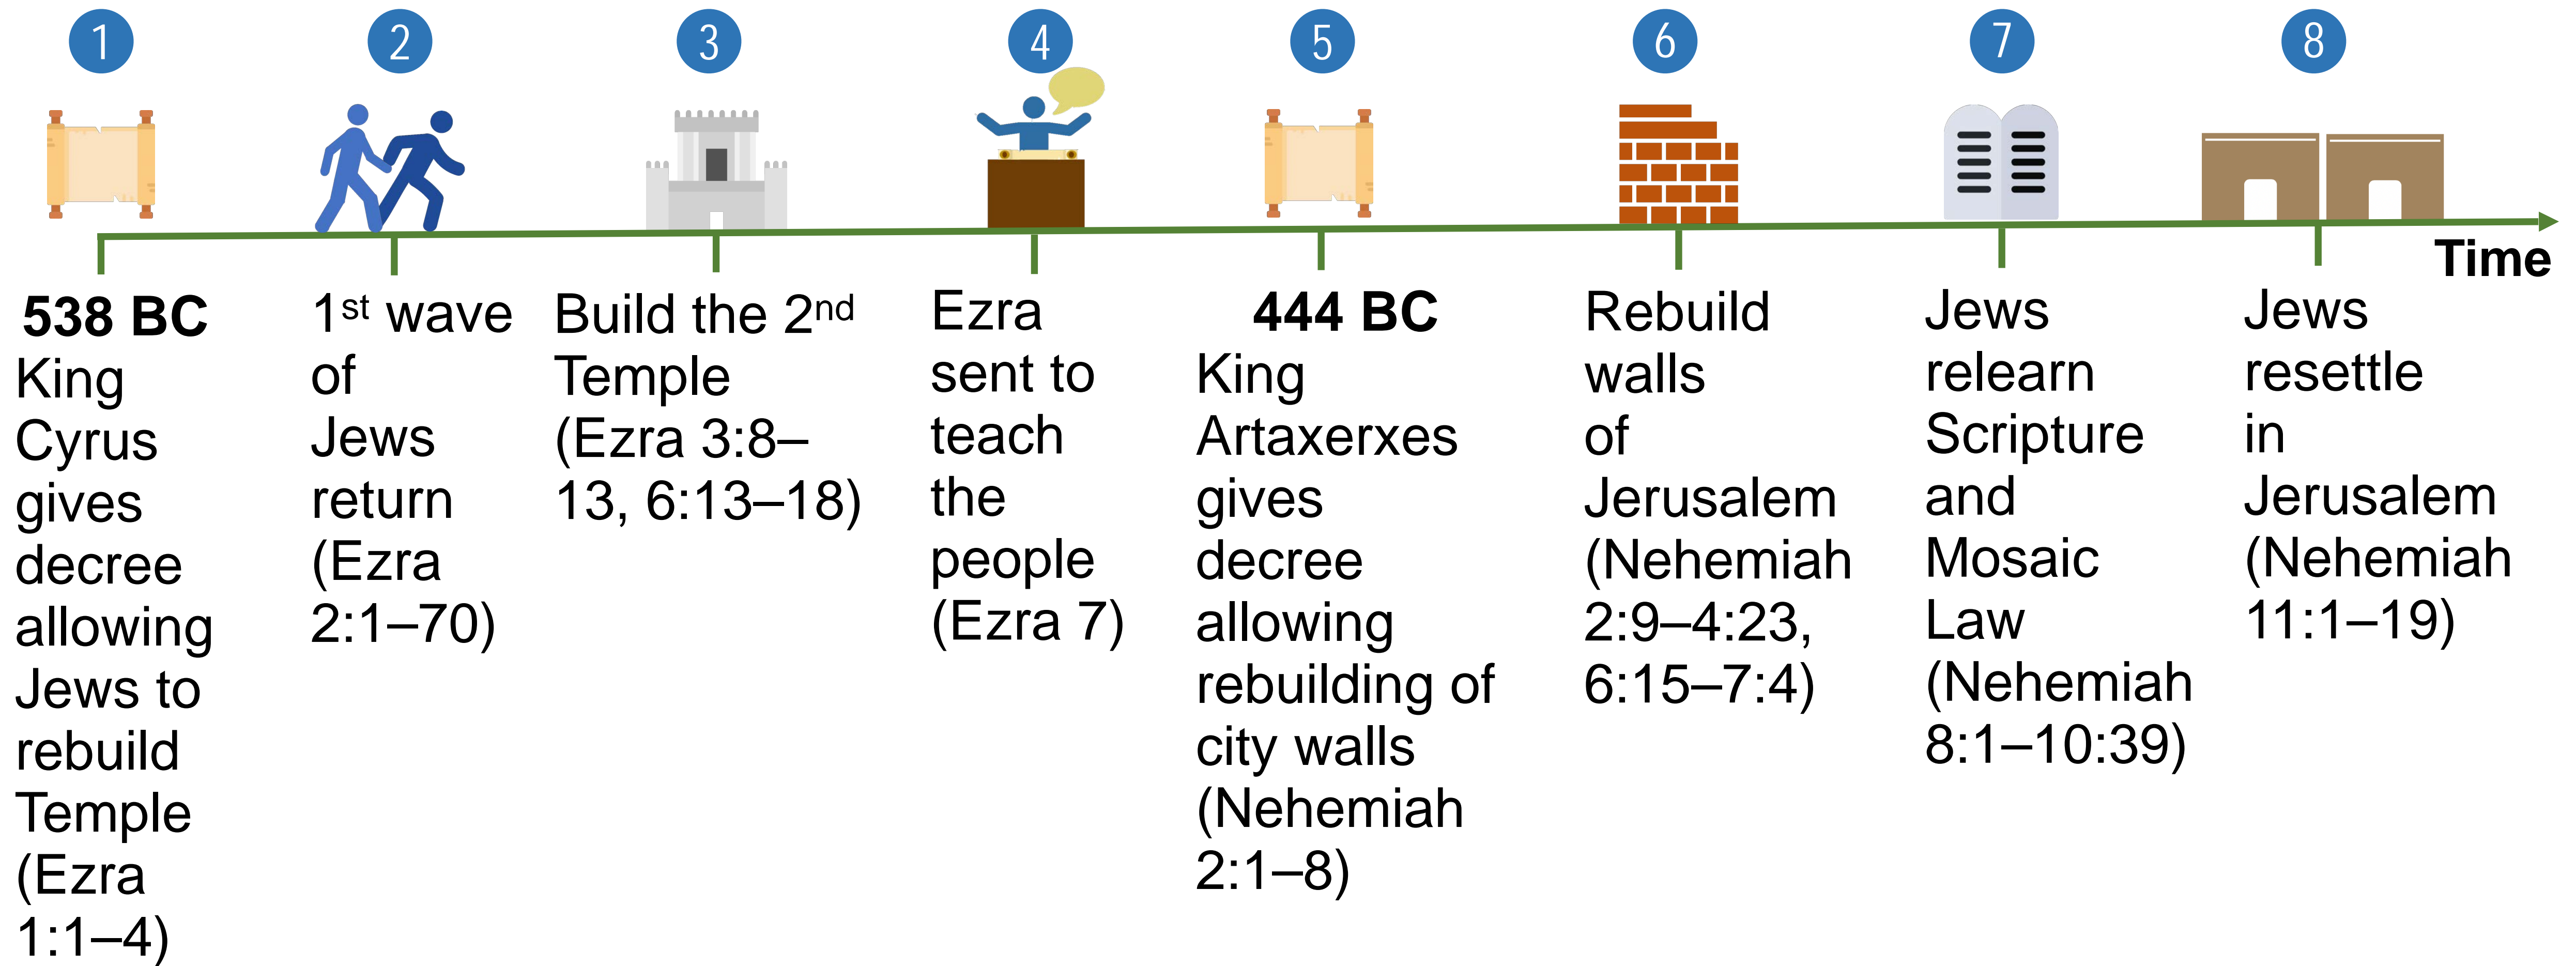 1
2
3
4
5
6
7
8
Time
538 BC
King
Cyrus
gives
decree
allowing
Jews to
rebuild
Temple
(Ezra
1:1–4)
1st wave
of
Jews
return
(Ezra
2:1–70)
Build the 2nd
Temple
(Ezra 3:8–
13, 6:13–18)
Ezra
sent to
teach
the
people
(Ezra 7)
444 BC
King
Artaxerxes
gives
decree
allowing
rebuilding of
city walls
(Nehemiah
2:1–8)
Rebuild
walls
of
Jerusalem
(Nehemiah
2:9–4:23,
6:15–7:4)
Jews
relearn
Scripture
and
Mosaic
Law
(Nehemiah
8:1–10:39)
Jews
resettle
in
Jerusalem
(Nehemiah
11:1–19)